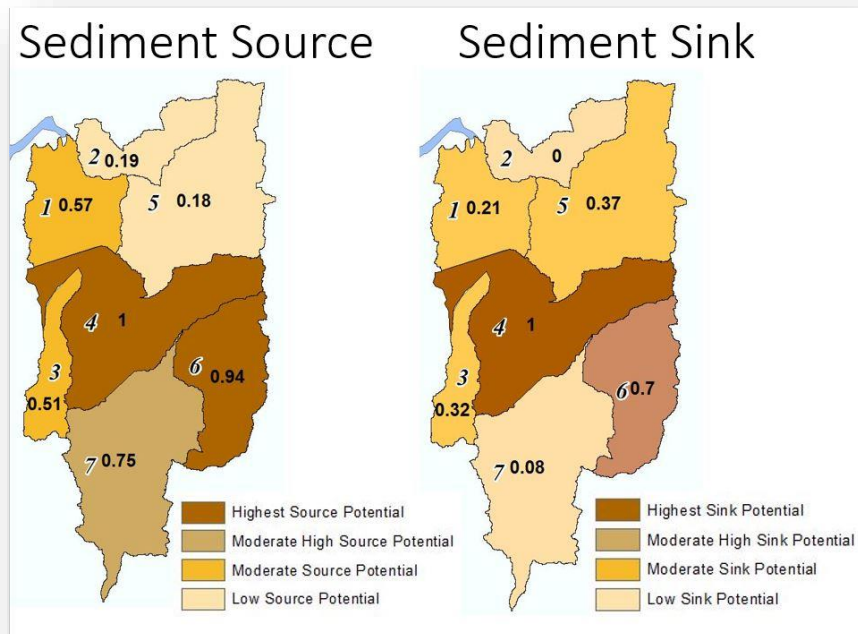 Sediment Source
2 0.19
1 0.57
5 0.18
4 1
6 0.94
3
0.51
7 0.75
Highest Source Potential
Moderate High Source Potential
Moderate Source Potential
Low Source Potential
Sediment Sink
2 0
1 0.21
5 0.37
4 1
6 0.7
3
0.32
7 0.08
Highest Sink Potential
Moderate High Sink Potential
Moderate Sink Potential
Low Sink Potential